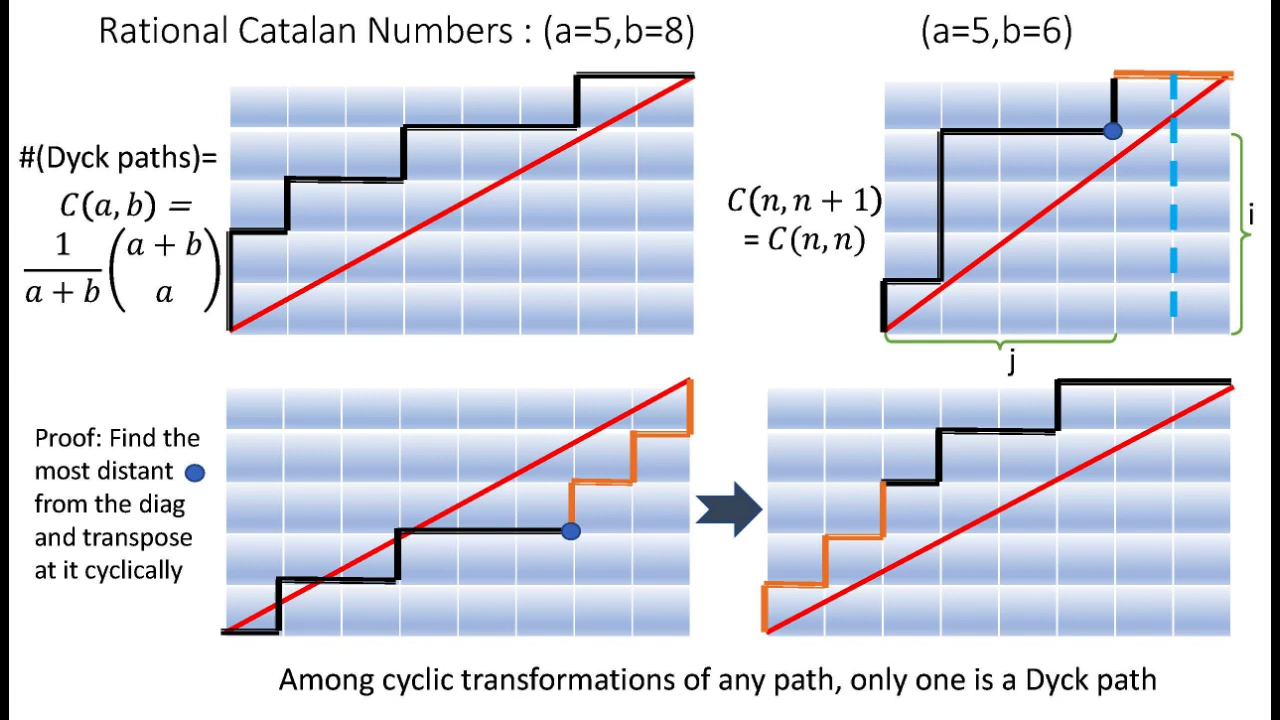 Rational Catalan Numbers : (a=5,b=8)
(a=5,b=6)
#(Dyck paths)=
C(a, b) =
1/(a + b) (a + b
a)
C(n, n + 1)
= C(n, n)
i
j
Proof: Find the
most distant
from the diag
and transpose
at it cyclically
Among cyclic transformations of any path, only one is a Dyck path